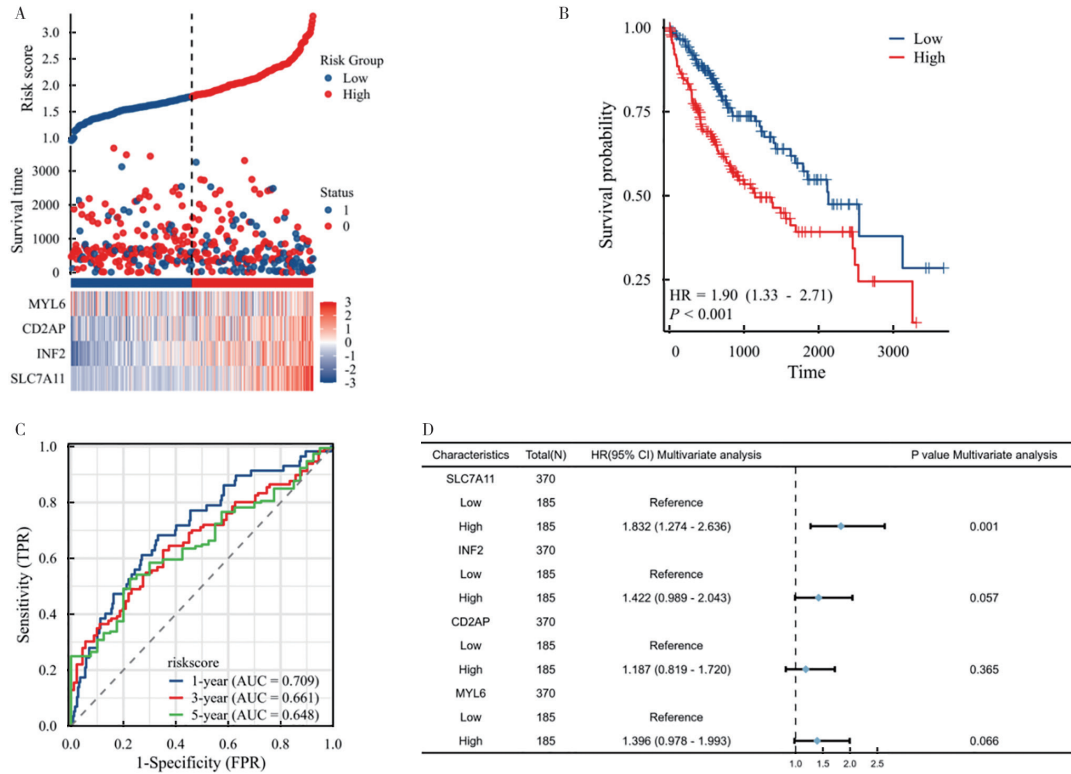 A
Risk score
3.0
2.5
2.0
1.5
1.0
Risk Group
Low
High
Survival time
3000
2000
1000
0
Status
1
0
MYL6
CD2AP
INF2
SLC7A11
3
2
1
0
-1
-2
-3
B
Survival probability
1.00
0.75
0.50
0.25
Low
High
HR = 1.90 (1.33 - 2.71)
P < 0.001
0 1000 2000 3000
Time
C
Sensitivity (TPR)
1.0
0.8
0.6
0.4
0.2
0.0
riskscore
1-year (AUC = 0.709)
3-year (AUC = 0.661)
5-year (AUC = 0.648)
0.0 0.2 0.4 0.6 0.8 1.0
1-Specificity (FPR)
D
Characteristics Total(N) HR(95% CI) Multivariate analysis P value Multivariate analysis
SLC7A11 370
Low 185 Reference
High 185 1.832 (1.274 - 2.636) 0.001
INF2 370
Low 185 Reference
High 185 1.422 (0.989 - 2.043) 0.057
CD2AP 370
Low 185 Reference
High 185 1.187 (0.819 - 1.720) 0.365
MYL6 370
Low 185 Reference
High 185 1.396 (0.978 - 1.993) 0.066
1.0 1.5 2.0 2.5